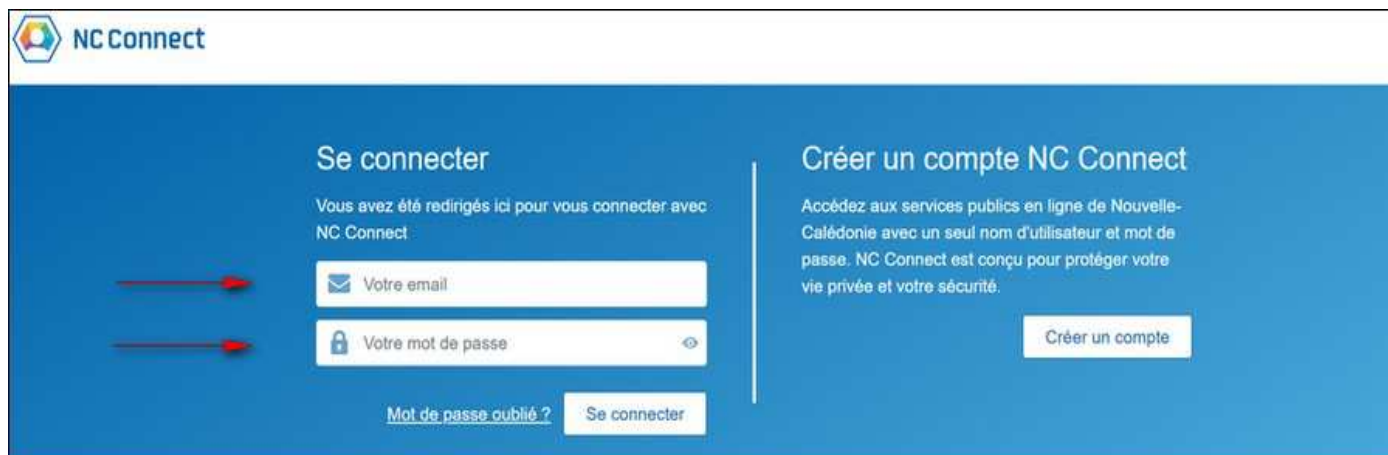 NC Connect
Se connecter
Vous avez été redirigés ici pour vous connecter avec
NC Connect
Votre email
Votre mot de passe
Mot de passe oublié ?
Se connecter
Créer un compte NC Connect
Accédez aux services publics en ligne de Nouvelle-
Calédonie avec un seul nom d'utilisateur et mot de
passe. NC Connect est conçu pour protéger votre
vie privée et votre sécurité.
Créer un compte